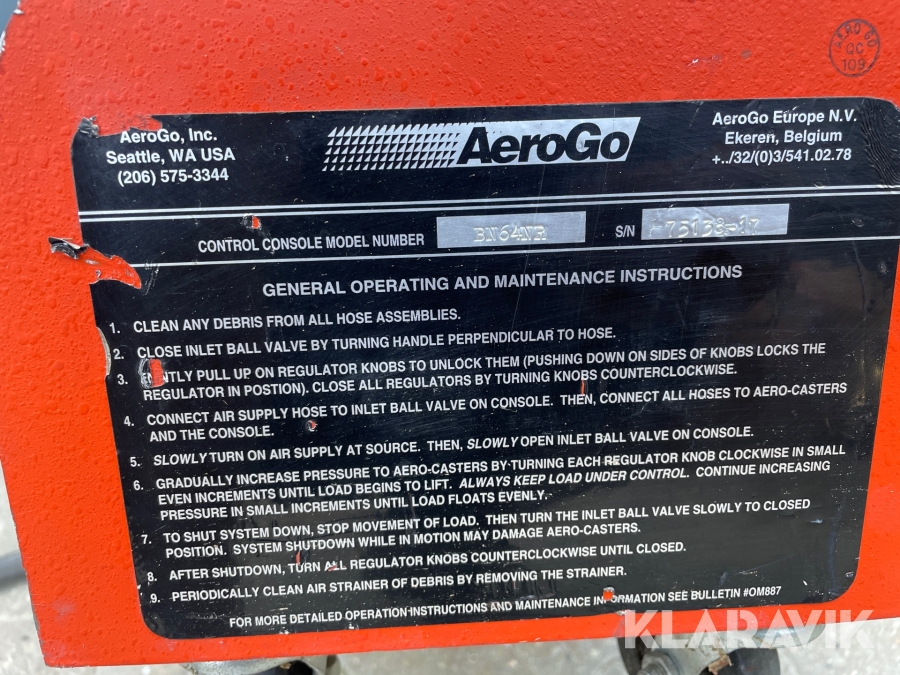 AERO GO
QC
109
AeroGo, Inc.
Seattle, WA USA
(206) 575-3344
AeroGo
AeroGo Europe N.V.
Ekeren, Belgium
+../32/(0)3/541.02.78
CONTROL CONSOLE MODEL NUMBER BN64NR S/N 75138-17
GENERAL OPERATING AND MAINTENANCE INSTRUCTIONS
1. CLEAN ANY DEBRIS FROM ALL HOSE ASSEMBLIES.
2. CLOSE INLET BALL VALVE BY TURNING HANDLE PERPENDICULAR TO HOSE.
3. GENTLY PULL UP ON REGULATOR KNOBS TO UNLOCK THEM (PUSHING DOWN ON SIDES OF KNOBS LOCKS THE
REGULATOR IN POSTION). CLOSE ALL REGULATORS BY TURNING KNOBS COUNTERCLOCKWISE.
4. CONNECT AIR SUPPLY HOSE TO INLET BALL VALVE ON CONSOLE. THEN, CONNECT ALL HOSES TO AERO-CASTERS
AND THE CONSOLE.
5. SLOWLY TURN ON AIR SUPPLY AT SOURCE. THEN, SLOWLY OPEN INLET BALL VALVE ON CONSOLE.
6. GRADUALLY INCREASE PRESSURE TO AERO-CASTERS BY TURNING EACH REGULATOR KNOB CLOCKWISE IN SMALL
EVEN INCREMENTS UNTIL LOAD BEGINS TO LIFT. ALWAYS KEEP LOAD UNDER CONTROL. CONTINUE INCREASING
PRESSURE IN SMALL INCREMENTS UNTIL LOAD FLOATS EVENLY.
7. TO SHUT SYSTEM DOWN, STOP MOVEMENT OF LOAD. THEN TURN THE INLET BALL VALVE SLOWLY TO CLOSED
POSITION. SYSTEM SHUTDOWN WHILE IN MOTION MAY DAMAGE AERO-CASTERS.
8. AFTER SHUTDOWN, TURN ALL REGULATOR KNOBS COUNTERCLOCKWISE UNTIL CLOSED.
9. PERIODICALLY CLEAN AIR STRAINER OF DEBRIS BY REMOVING THE STRAINER.
FOR MORE DETAILED OPERATION INSTRUCTIONS AND MAINTENANCE INFORMATION SEE BULLETIN #OM887
KLARAVIK